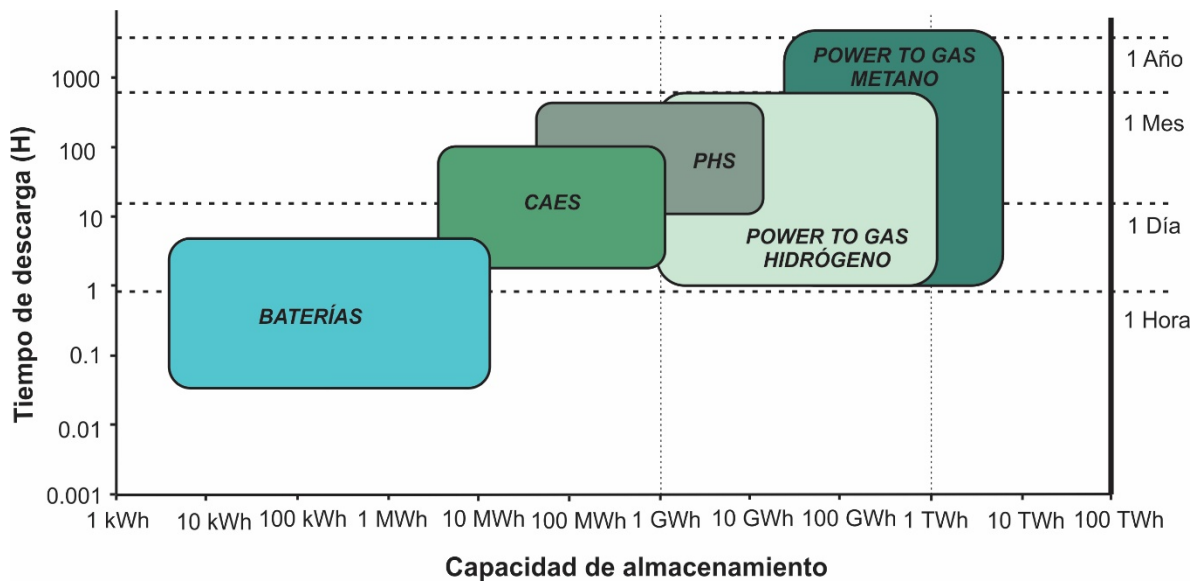 POWER TO GAS
METANO
1 Año
1000
1 Mes
100
PHS
CAES
10
POWER TO GAS
HIDRÓGENO
1 Día
1
1 Hora
BATERÍAS
0.1
0.01
0.001
Tiempo de descarga (H)
1 kWh
10 kWh
100 kWh
1 MWh
10 MWh
100 MWh
1 GWh
10 GWh
100 GWh
1 TWh
10 TWh
100 TWh
Capacidad de almacenamiento